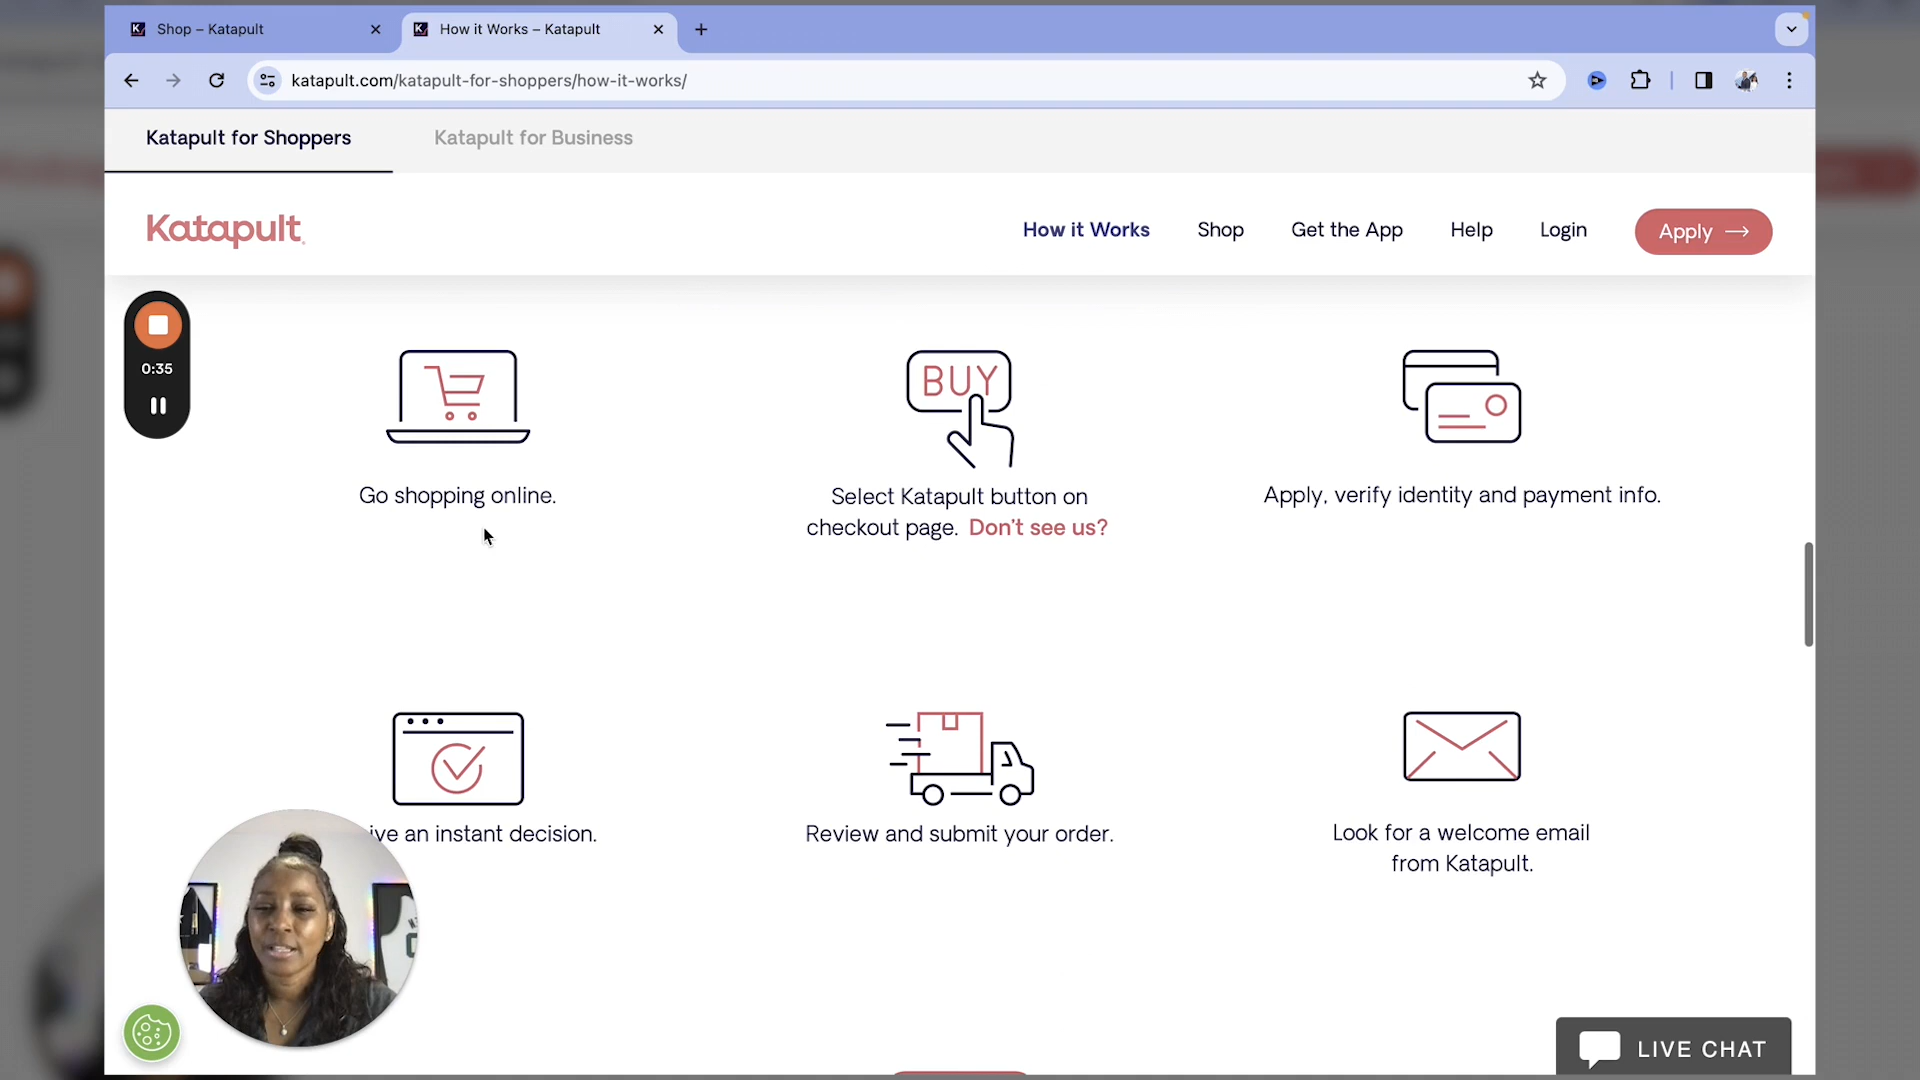 Shop – Katapult
How it Works – Katapult
katapult.com/katapult-for-shoppers/how-it-works/
Katapult for Shoppers
Katapult for Business
Katapult
How it Works
Shop
Get the App
Help
Login
Apply
0:35
BUY
Go shopping online.
Select Katapult button on
checkout page. Don't see us?
Apply, verify identity and payment info.
an instant decision.
Review and submit your order.
Look for a welcome email
from Katapult.
LIVE CHAT